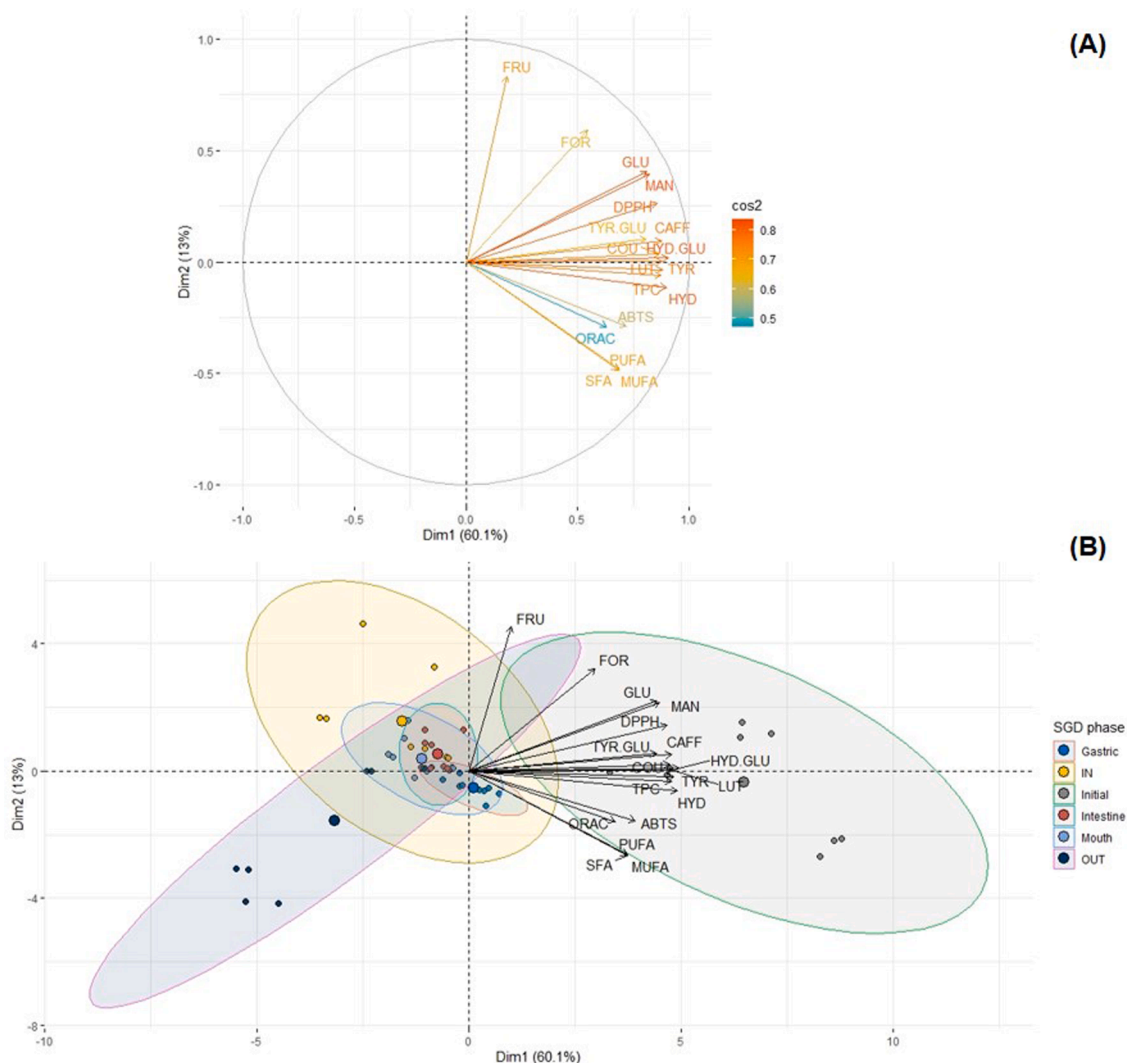 (A)
1.0
0.5
0.0
-0.5
-1.0
Dim2 (13%)
FRU
FOR
GLU
MAN
DPPH
TYR.GLU CAFF
COU HYD.GLU
LUT TYR
TPC
HYD
ABTS
ORAC
PUFA
SFA MUFA
-1.0 -0.5 0.0 0.5 1.0
Dim1 (60.1%)
cos2
0.8
0.7
0.6
0.5
(B)
4
0
-4
-8
Dim2 (13%)
FRU
FOR
GLU
MAN
DPPH
TYR.GLU CAFF
COU HYD.GLU
TYR LUT
TPC
HYD
ORAC ABTS
PUFA
SFA MUFA
-10 -5 0 5 10
Dim1 (60.1%)
SGD phase
Gastric
IN
Initial
Intestine
Mouth
OUT